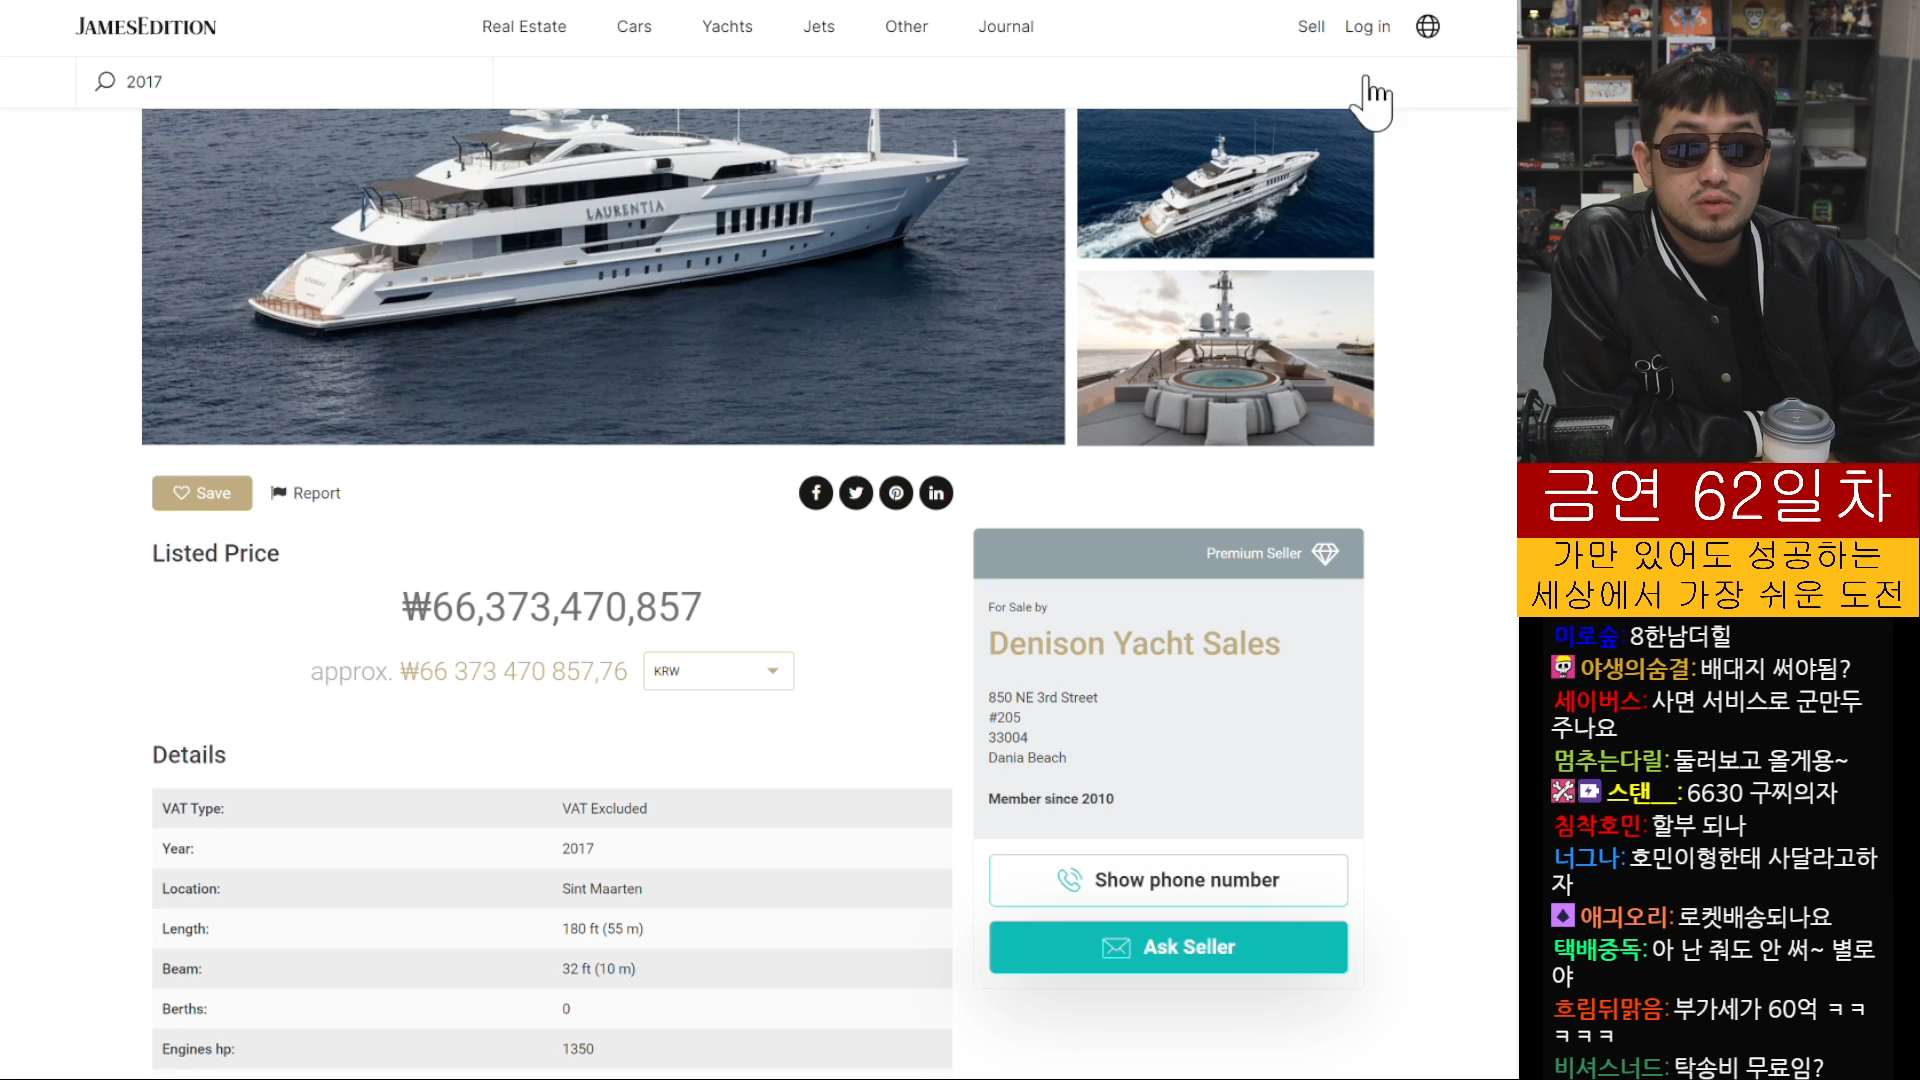 JAMESEDITION
Real Estate
Cars
Yachts
Jets
Other
Journal
Sell
Log in
2017
LAURENTIA
Save
Report
Listed Price
₩66,373,470,857
approx. ₩66 373 470 857,76
KRW
Details
VAT Type: VAT Excluded
Year: 2017
Location: Sint Maarten
Length: 180 ft (55 m)
Beam: 32 ft (10 m)
Berths: 0
Engines hp: 1350
Premium Seller
For Sale by
Denison Yacht Sales
850 NE 3rd Street
#205
33004
Dania Beach
Member since 2010
Show phone number
Ask Seller
금연 62일차
가만 있어도 성공하는
세상에서 가장 쉬운 도전
미로숲: 8한남더힐
야생의숨결: 배대지 써야됨?
세이버스: 사면 서비스로 군만두
주나요
멈추는다릴: 둘러보고 올게용~
스탠__: 6630 구찌의자
침착호민: 할부 되나
너그나: 호민이형한태 사달라고하
자
애긔오리: 로켓배송되나요
택배중독: 아 난 줘도 안 써~ 별로
야
흐림뒤맑음: 부가세가 60억 ㅋㅋ
ㅋㅋㅋㅋ
비셔스너드: 탁송비 무료임?